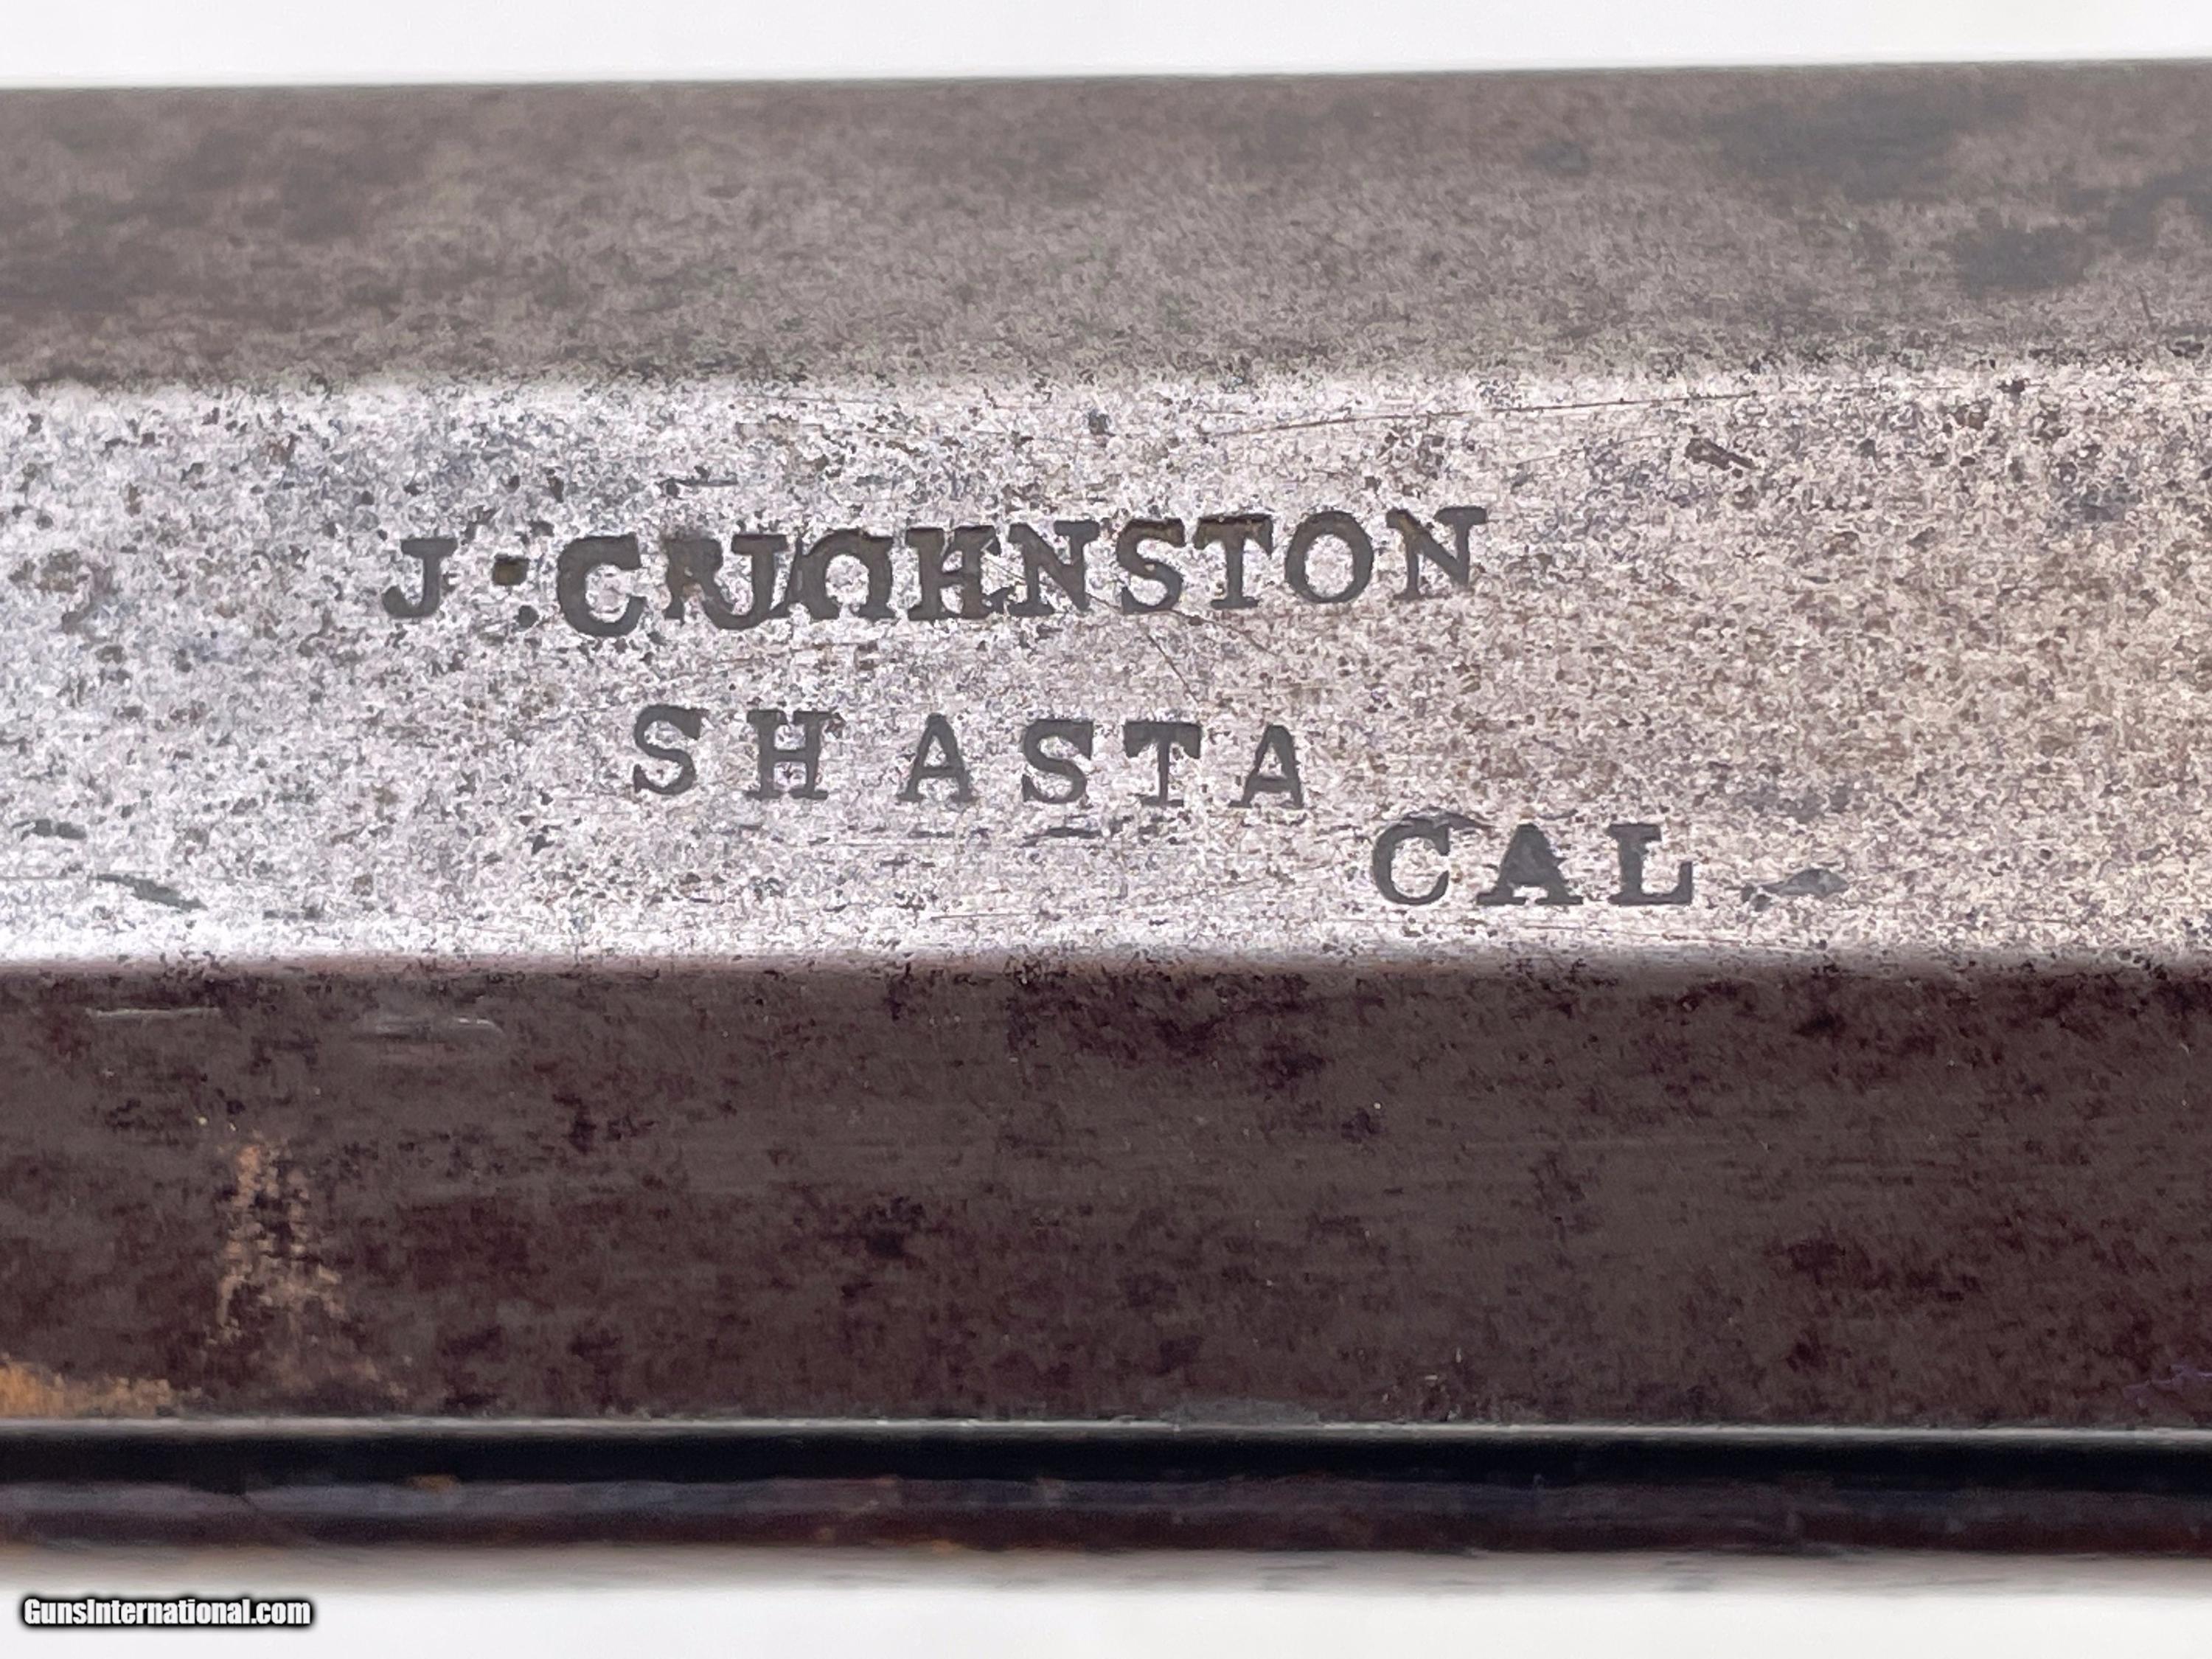 J.C. JOHNSTON
SHASTA
CAL
GunsInternational.com